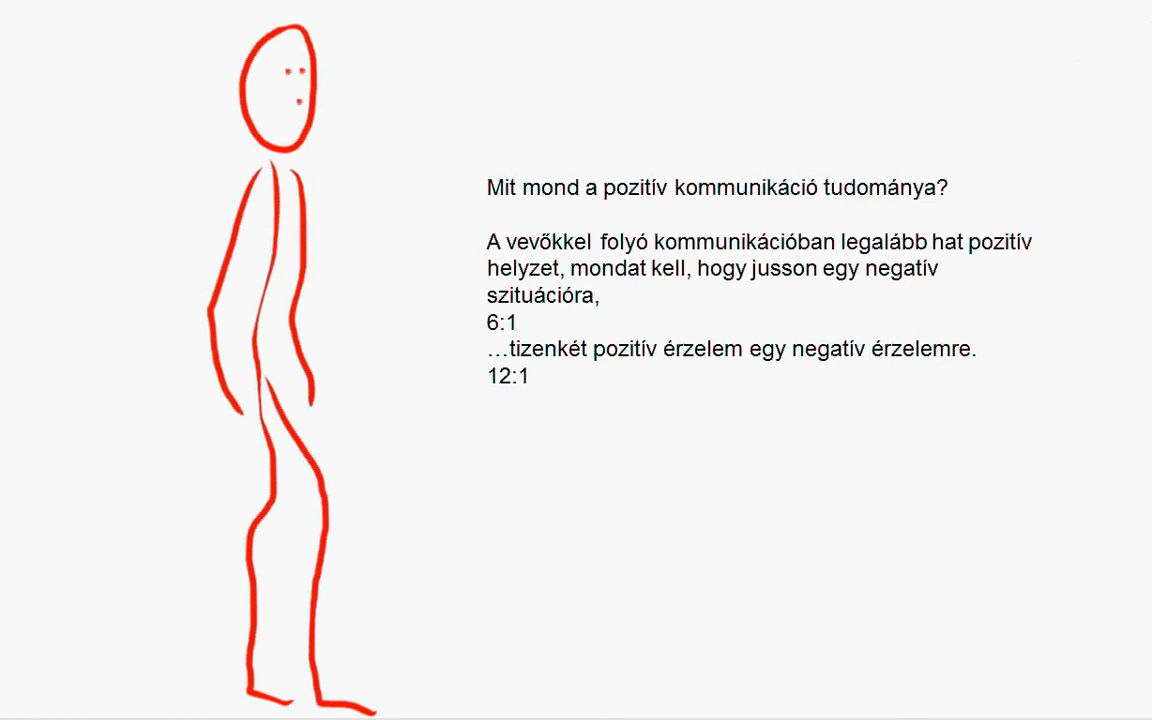 Mit mond a pozitív kommunikáció tudománya?
A vevőkkel folyó kommunikációban legalább hat pozitív
helyzet, mondat kell, hogy jusson egy negatív
szituációra,
6:1
…tizenkét pozitív érzelem egy negatív érzelemre.
12:1